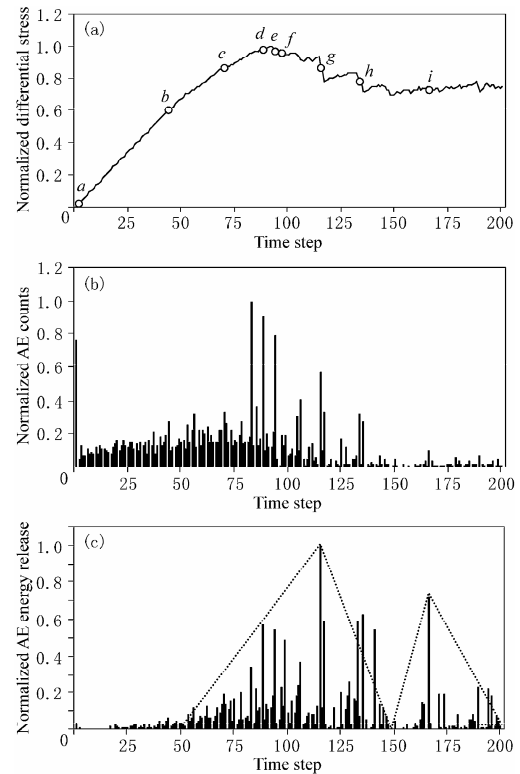 (a)
Normalized differential stress
1.2
1.0
0.8
0.6
0.4
0.2
0
a
b
c
d e f
g
h
i
25 50 75 100 125 150 175 200
Time step
(b)
Normalized AE counts
1.2
1.0
0.8
0.6
0.4
0.2
0
25 50 75 100 125 150 175 200
Time step
(c)
Normalized AE energy release
1.0
0.8
0.6
0.4
0.2
0
25 50 75 100 125 150 175 200
Time step